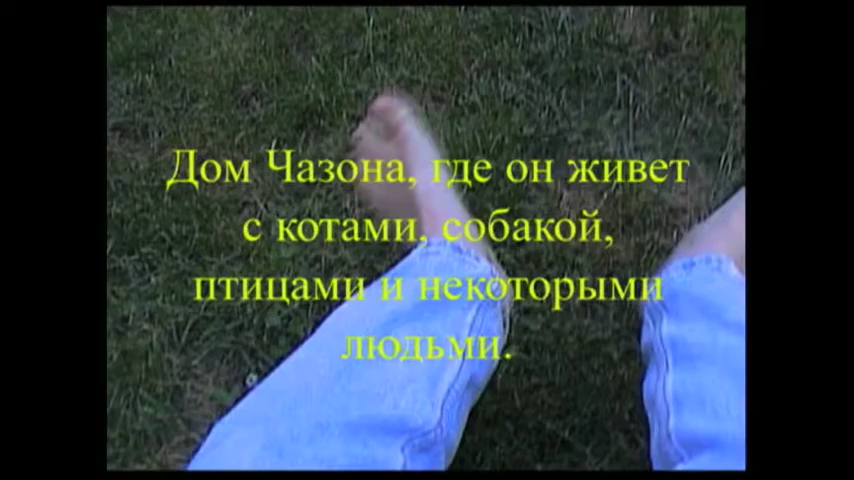 Дом Чазона, где он живет
с котами, собакой,
птицами и некоторыми
людьми.